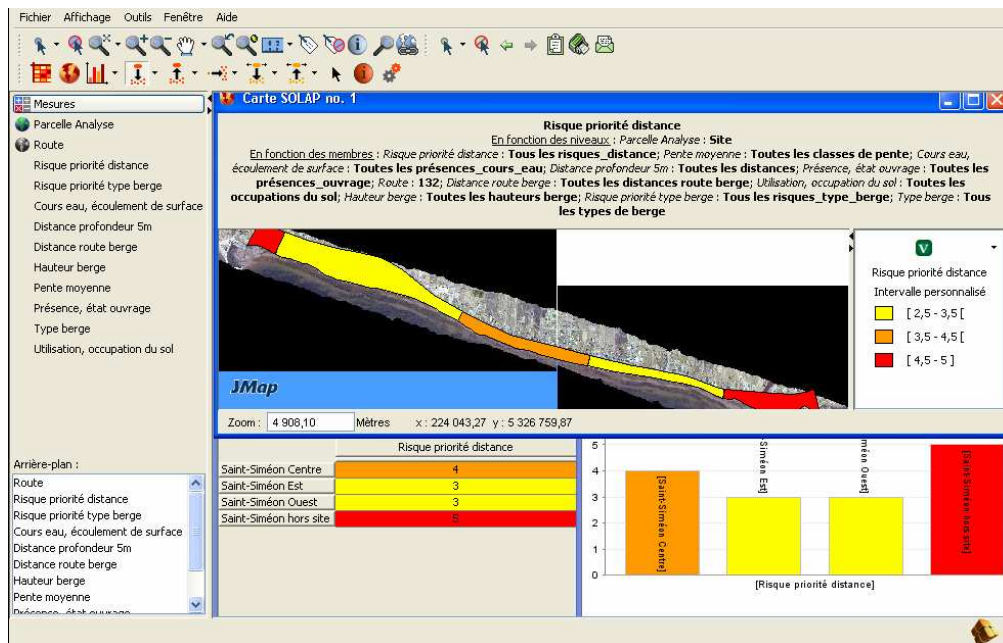 Fichier Affichage Outils Fenêtre Aide
Mesures
Parcelle Analyse
Route
Risque priorité distance
Risque priorité type berge
Cours eau, écoulement de surface
Distance profondeur 5m
Distance route berge
Hauteur berge
Pente moyenne
Présence, état ouvrage
Type berge
Utilisation, occupation du sol
Arrière-plan :
Route
Risque priorité distance
Risque priorité type berge
Cours eau, écoulement de surface
Distance profondeur 5m
Distance route berge
Hauteur berge
Pente moyenne
Présence, état ouvrage
Carte SOLAP no. 1
Risque priorité distance
En fonction des niveaux : Parcelle Analyse : Site
En fonction des membres : Risque priorité distance : Tous les risques_distance; Pente moyenne : Toutes les classes de pente; Cours eau,
écoulement de surface : Toutes les présences_cours_eau; Distance profondeur 5m : Toutes les distances; Présence, état ouvrage : Toutes les
présences_ouvrage; Route : 132; Distance route berge : Toutes les distances route berge; Utilisation, occupation du sol : Toutes les
occupations du sol; Hauteur berge : Toutes les hauteurs berge; Risque priorité type berge : Tous les risques_type_berge; Type berge : Tous
les types de berge
JMap
V
Risque priorité distance
Intervalle personnalisé
[ 2,5 - 3,5 [
[ 3,5 - 4,5 [
[ 4,5 - 5 ]
Zoom : 4 908,10 Mètres x : 224 043,27 y : 5 326 759,87
Risque priorité distance
Saint-Siméon Centre 4
Saint-Siméon Est 3
Saint-Siméon Ouest 3
Saint-Siméon hors site 5
5
4
3
2
1
0
[Saint-Siméon Centre]
-Siméon Est]
méon Ouest]
[Saint-Siméon hors site]
[Risque priorité distance]